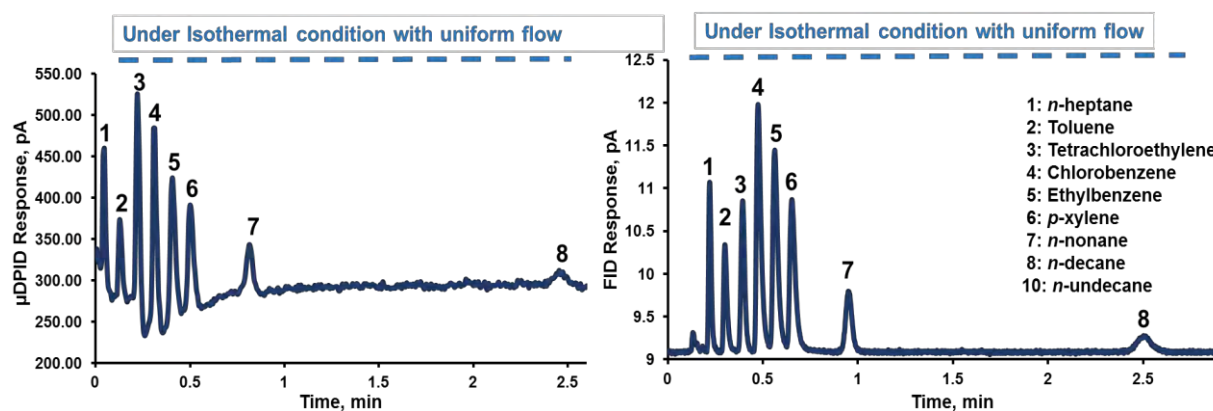 Under Isothermal condition with uniform flow
550.00
500.00
450.00
400.00
350.00
300.00
250.00
200.00
µDPID Response, pA
1
2
3
4
5
6
7
8
0
0.5
1
1.5
2
2.5
Time, min
Under Isothermal condition with uniform flow
12.5
12
11.5
11
10.5
10
9.5
9
FID Response, pA
1
2
3
4
5
6
7
8
1: n-heptane
2: Toluene
3: Tetrachloroethylene
4: Chlorobenzene
5: Ethylbenzene
6: p-xylene
7: n-nonane
8: n-decane
10: n-undecane
0
0.5
1
1.5
2
2.5
Time, min